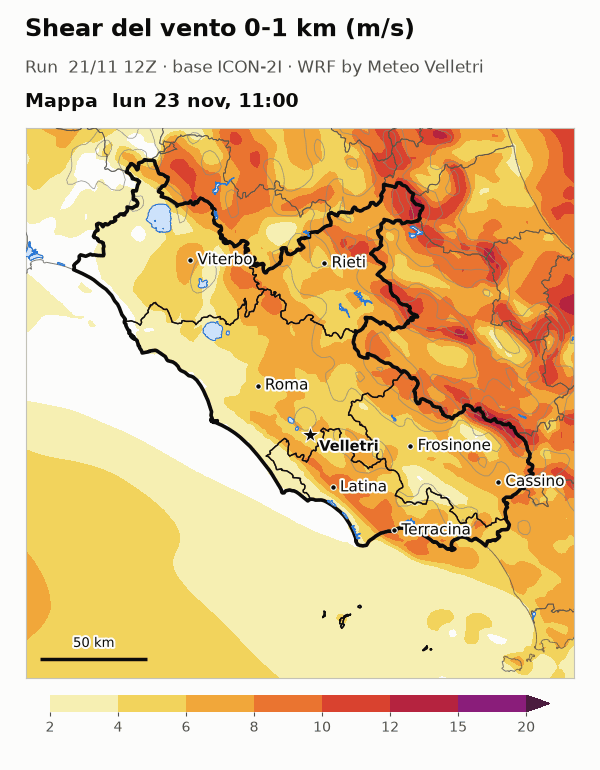 Shear del vento 0-1 km (m/s)
Run  21/11 12Z · base ICON-2I · WRF by Meteo Velletri
Mappa  lun 23 nov, 11:00
Viterbo
Rieti
Roma
Velletri
Frosinone
Cassino
Latina
Terracina
50 km
2 4 6 8 10 12 15 20